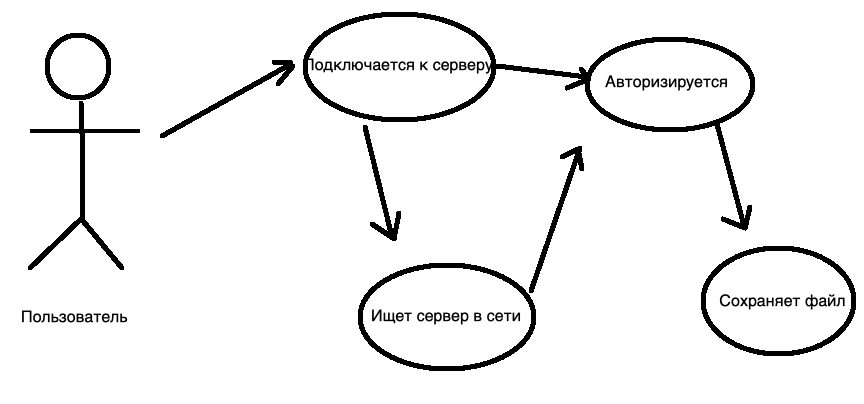 Подключается к серверу
Авторизируется
Пользователь
Ищет сервер в сети
Сохраняет файл